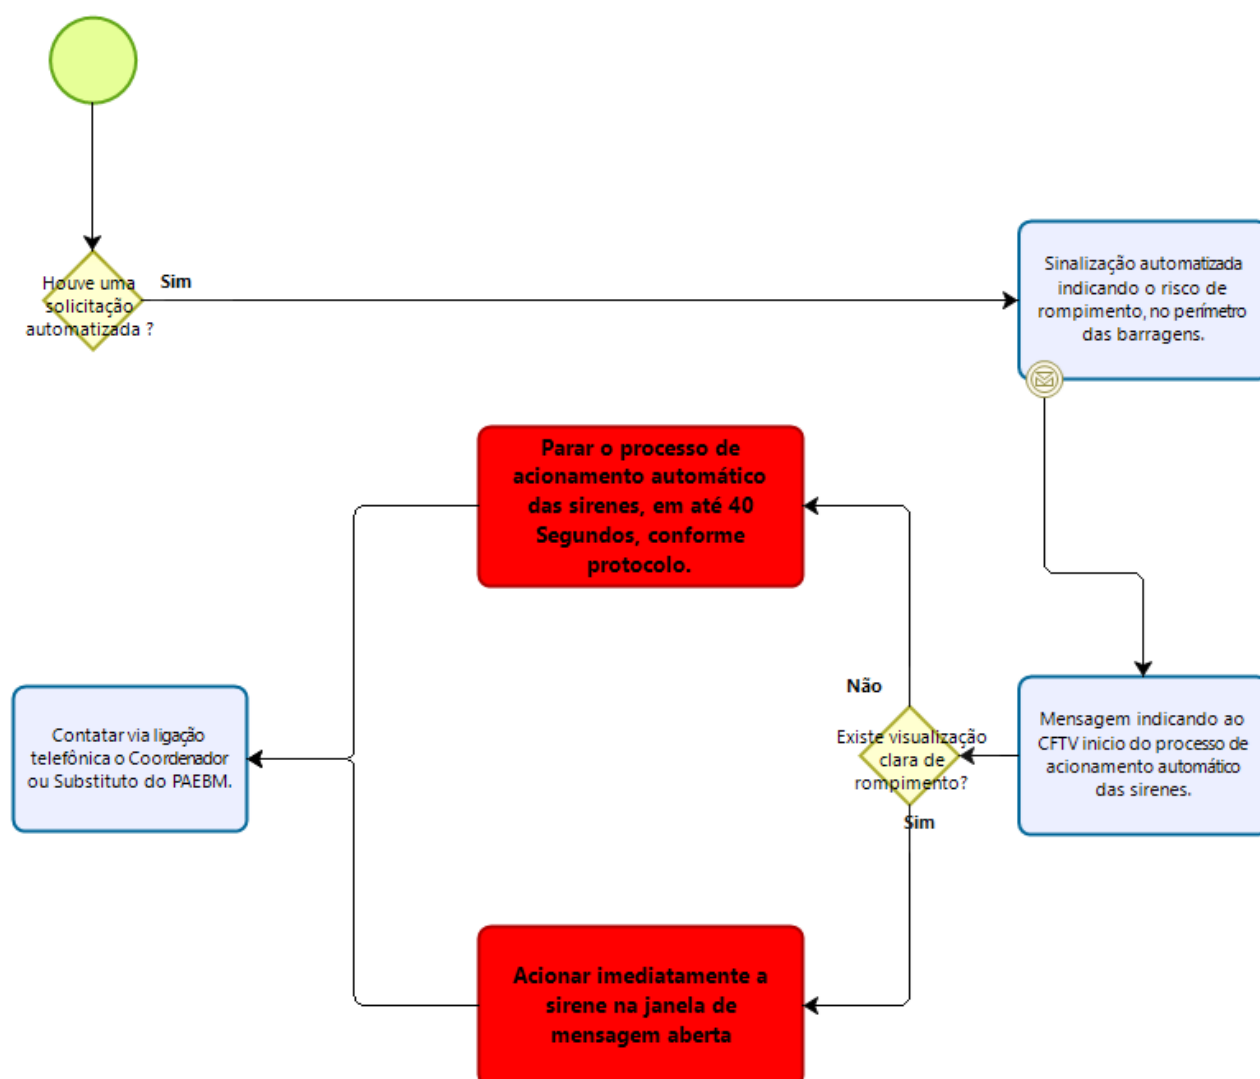 Houve uma
solicitação
automatizada ?
Sim
Sinalização automatizada
indicando o risco de
rompimento, no perímetro
das barragens.
Parar o processo de
acionamento automático
das sirenes, em até 40
Segundos, conforme
protocolo.
Não
Existe visualização
clara de
rompimento?
Sim
Mensagem indicando ao
CFTV inicio do processo de
acionamento automático
das sirenes.
Contatar via ligação
telefônica o Coordenador
ou Substituto do PAEBM.
Acionar imediatamente a
sirene na janela de
mensagem aberta